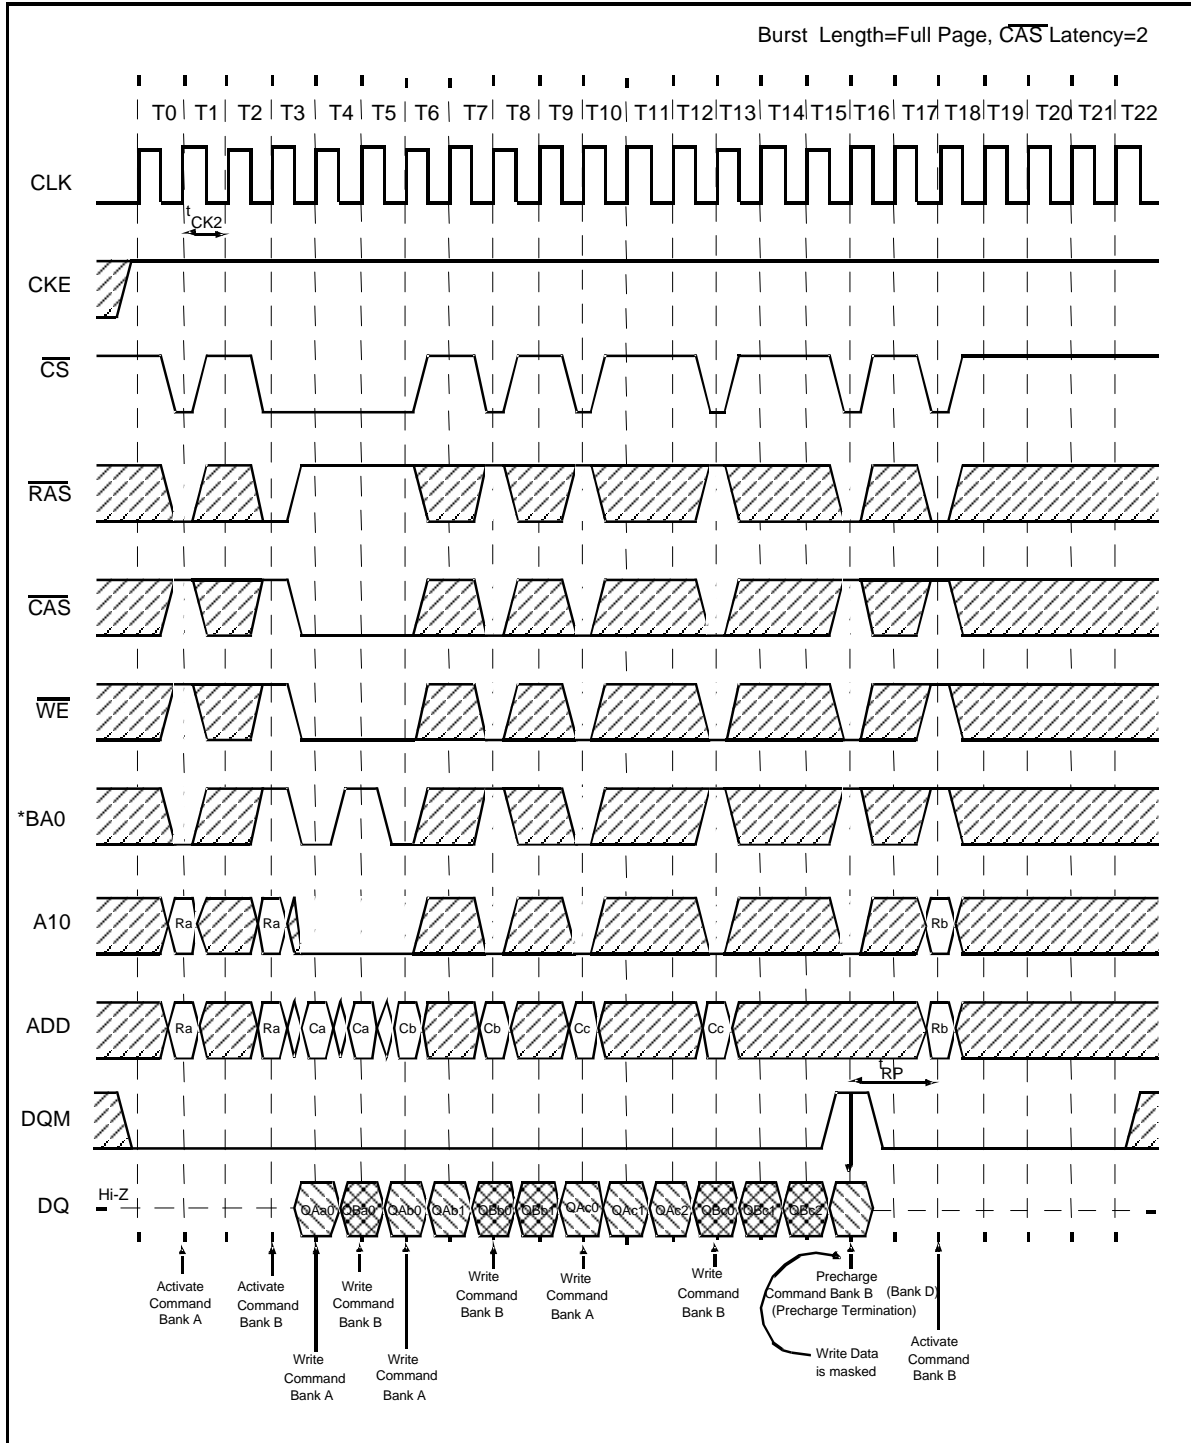 Burst Length=Full Page, CAS Latency=2
T0 T1 T2 T3 T4 T5 T6 T7 T8 T9 T10 T11 T12 T13 T14 T15 T16 T17 T18 T19 T20 T21 T22
CLK
tCK2
CKE
CS
RAS
CAS
WE
*BA0
A10
Ra Ra Rb
ADD
Ra Ra Ca Ca Cb Cb Cc Cc Rb
tRP
DQM
Hi-Z
DQ
QAa0 QBa0 QAb0 QAb1 QBb0 QBb1 QAc0 QAc1 QAc2 QBc0 QBc1 QBc2
Activate
Command
Bank A
Activate
Command
Bank B
Write
Command
Bank A
Write
Command
Bank B
Write
Command
Bank A
Write
Command
Bank B
Write
Command
Bank A
Write
Command
Bank B
Precharge
Command Bank B (Bank D)
(Precharge Termination)
Write Data
is masked
Activate
Command
Bank B